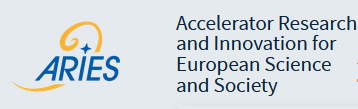 ARIES
Accelerator Research
and Innovation for
European Science
and Society